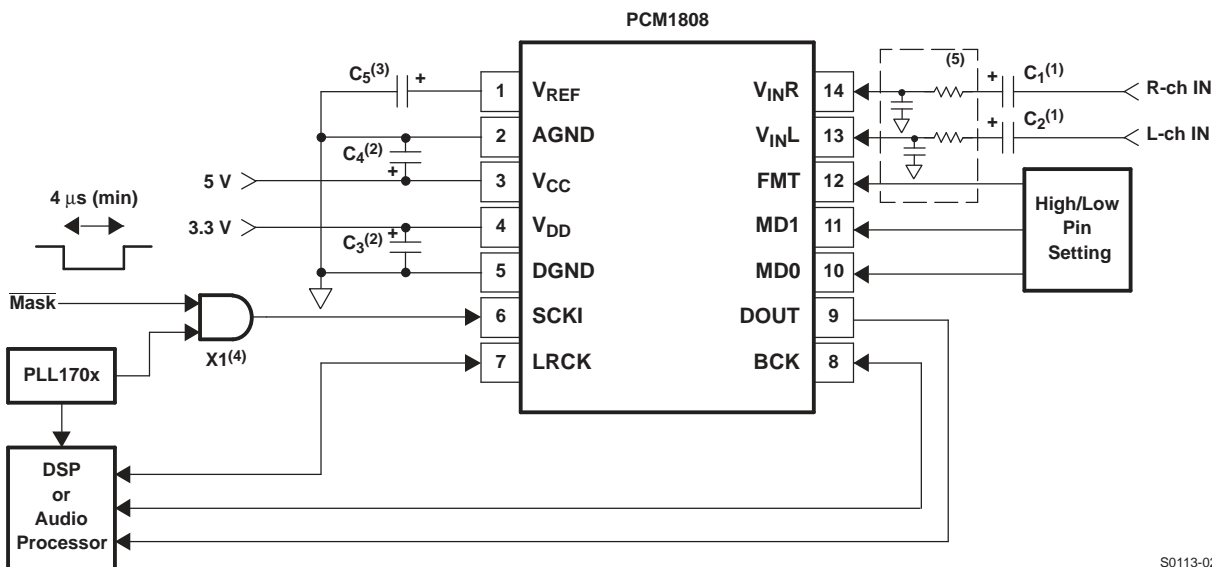 PCM1808
C5(3) +
1 VREF
2 AGND
C4(2)
+
5 V
3 VCC
3.3 V
4 VDD
C3(2) +
5 DGND
6 SCKI
7 LRCK
VINR 14
VINL 13
FMT 12
MD1 11
MD0 10
DOUT 9
BCK 8
(5)
+ C1(1)
R-ch IN
+ C2(1)
L-ch IN
High/Low
Pin
Setting
4 μs (min)
Mask
X1(4)
PLL170x
DSP
or
Audio
Processor
S0113-02